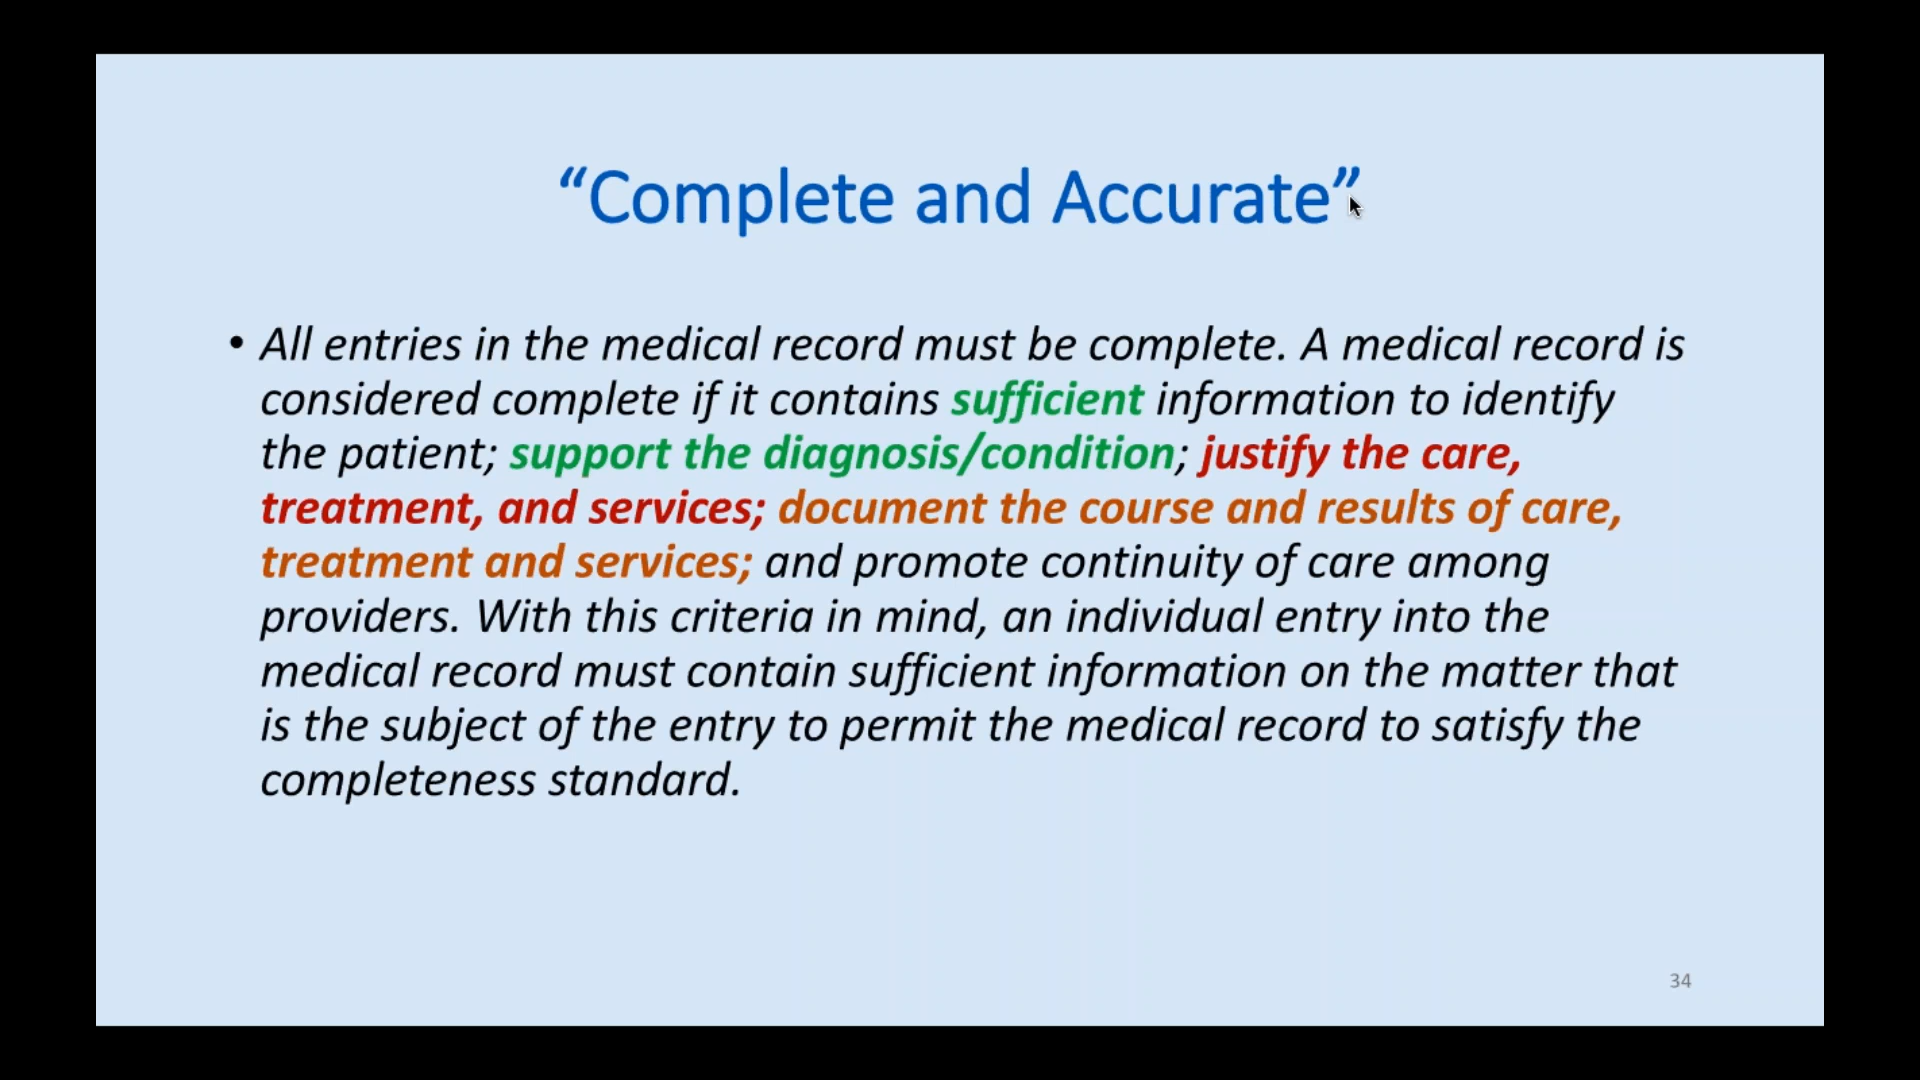 “Complete and Accurate”
• All entries in the medical record must be complete. A medical record is
considered complete if it contains sufficient information to identify
the patient; support the diagnosis/condition; justify the care,
treatment, and services; document the course and results of care,
treatment and services; and promote continuity of care among
providers. With this criteria in mind, an individual entry into the
medical record must contain sufficient information on the matter that
is the subject of the entry to permit the medical record to satisfy the
completeness standard.
34